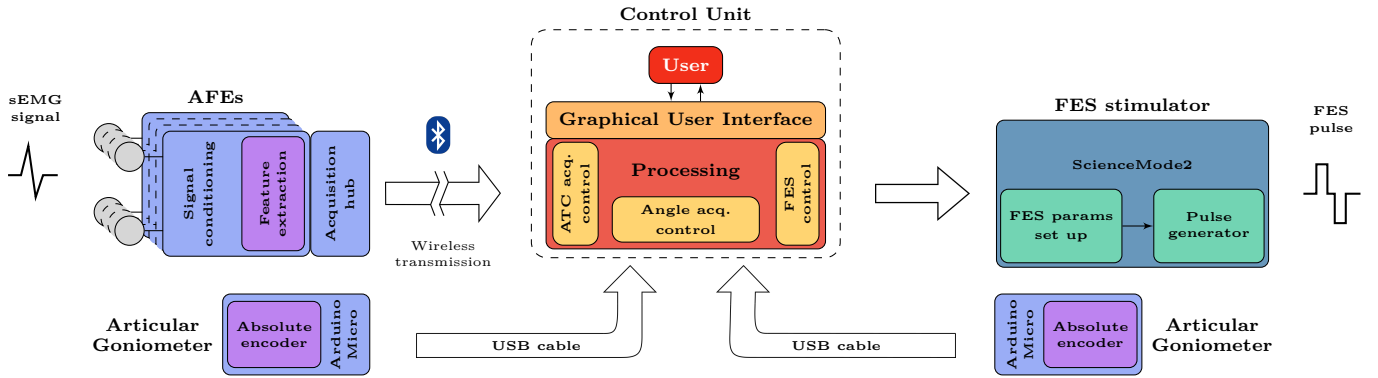 Control Unit
User
Graphical User Interface
Processing
ATC acq.
control
Angle acq.
control
FES
control
sEMG
signal
AFEs
Signal
conditioning
Feature
extraction
Acquisition
hub
Wireless
transmission
FES stimulator
ScienceMode2
FES params
set up
Pulse
generator
FES
pulse
Articular
Goniometer
Absolute
encoder
Arduino
Micro
USB cable
USB cable
Arduino
Micro
Absolute
encoder
Articular
Goniometer